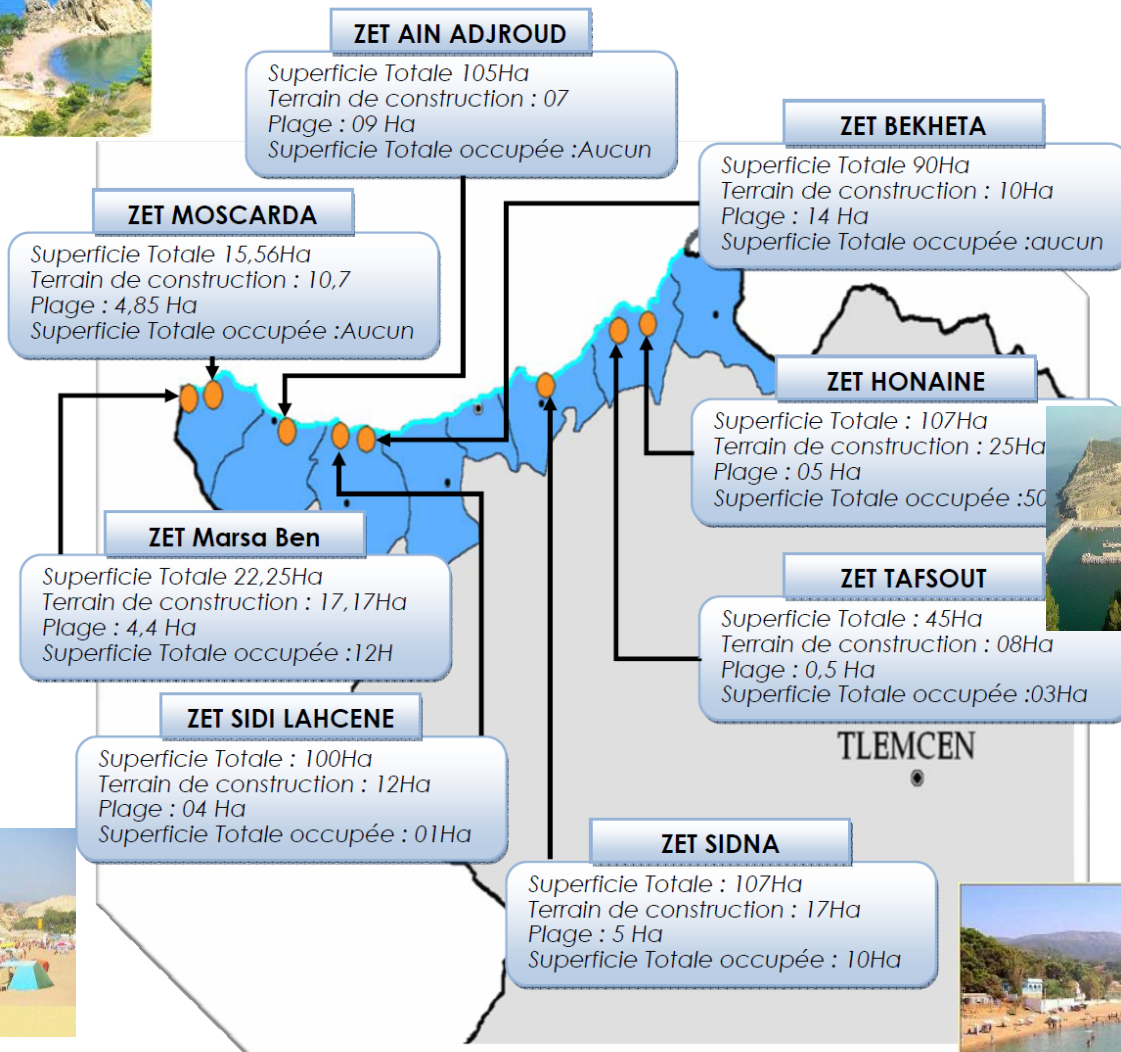 ZET AIN ADJROUD
Superficie Totale 105Ha
Terrain de construction : 07
Plage : 09 Ha
Superficie Totale occupée :Aucun
ZET BEKHETA
Superficie Totale 90Ha
Terrain de construction : 10Ha
Plage : 14 Ha
Superficie Totale occupée :aucun
ZET MOSCARDA
Superficie Totale 15,56Ha
Terrain de construction : 10,7
Plage : 4,85 Ha
Superficie Totale occupée :Aucun
ZET HONAINE
Superficie Totale : 107Ha
Terrain de construction : 25Ha
Plage : 05 Ha
Superficie Totale occupée :50
ZET Marsa Ben
Superficie Totale 22,25Ha
Terrain de construction : 17,17Ha
Plage : 4,4 Ha
Superficie Totale occupée :12H
ZET TAFSOUT
Superficie Totale : 45Ha
Terrain de construction : 08Ha
Plage : 0,5 Ha
Superficie Totale occupée :03Ha
ZET SIDI LAHCENE
Superficie Totale : 100Ha
Terrain de construction : 12Ha
Plage : 04 Ha
Superficie Totale occupée : 01Ha
TLEMCEN
ZET SIDNA
Superficie Totale : 107Ha
Terrain de construction : 17Ha
Plage : 5 Ha
Superficie Totale occupée : 10Ha